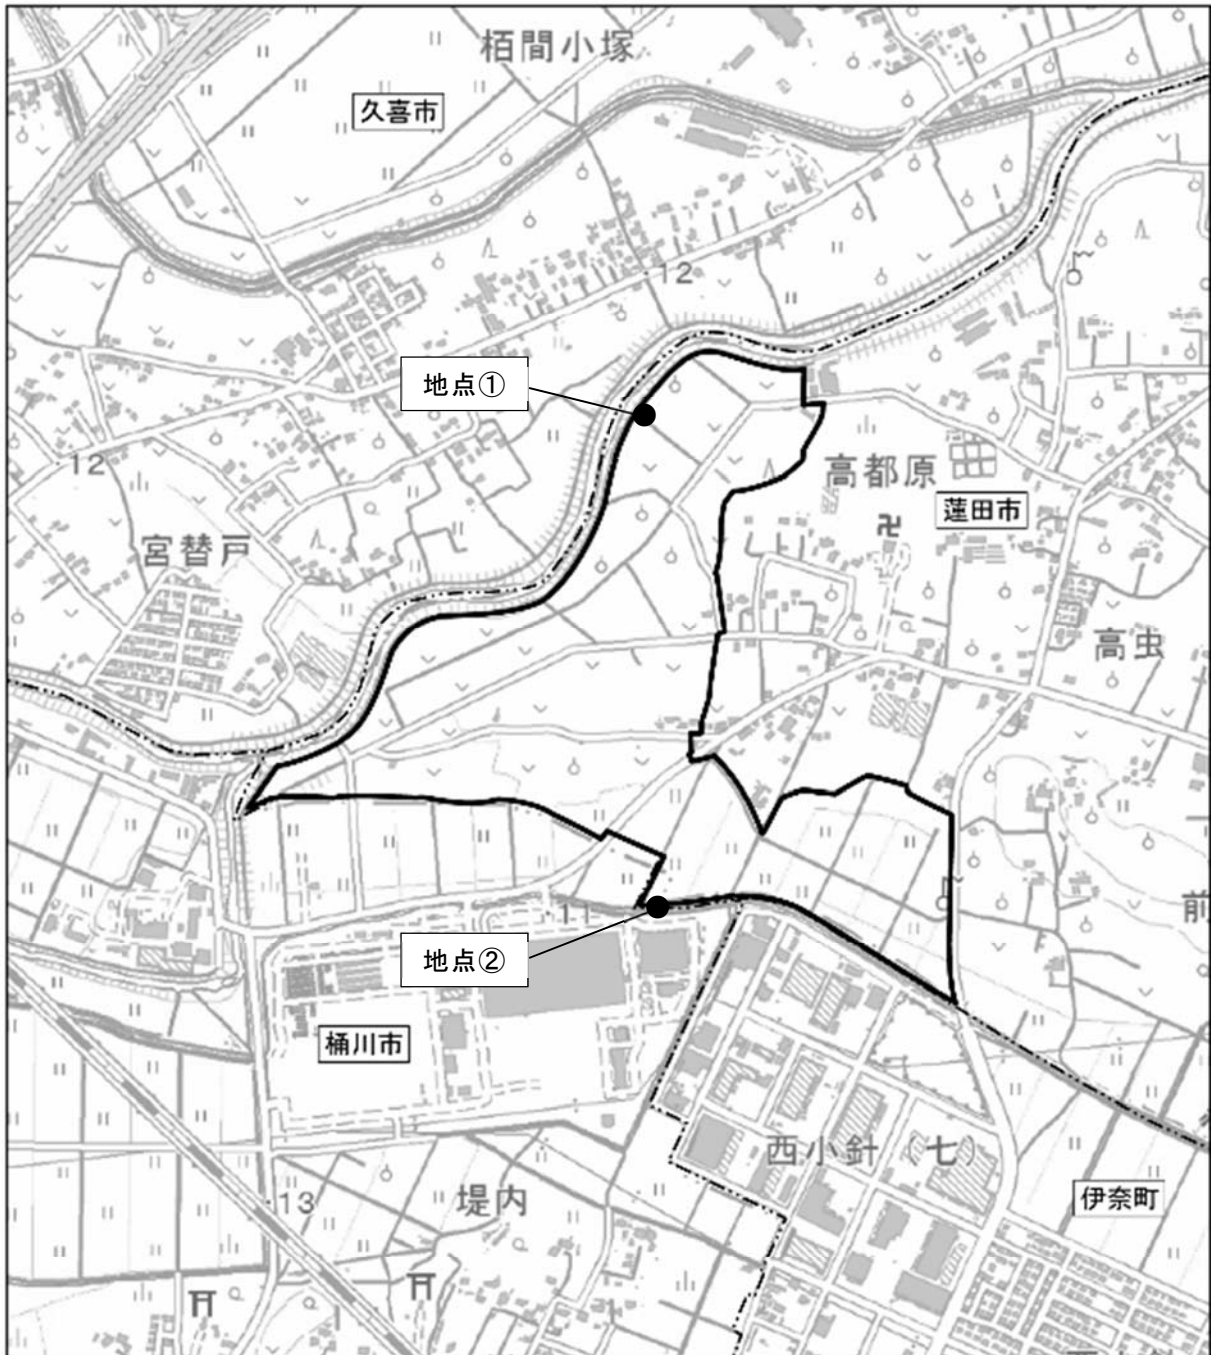 栢間小塚
久喜市
12
地点①
12
高都原
蓮田市
宮替戸
高虫
前
11
地点②
桶川市
西小針 七
伊奈町
13
堤内